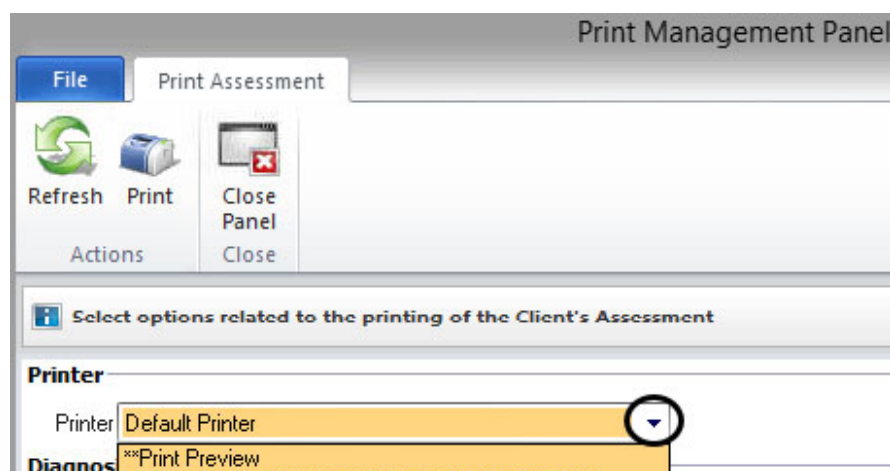 Print Management Panel
File Print Assessment
Refresh Print Close Panel
Actions Close
Select options related to the printing of the Client's Assessment
Printer
Printer Default Printer
**Print Preview